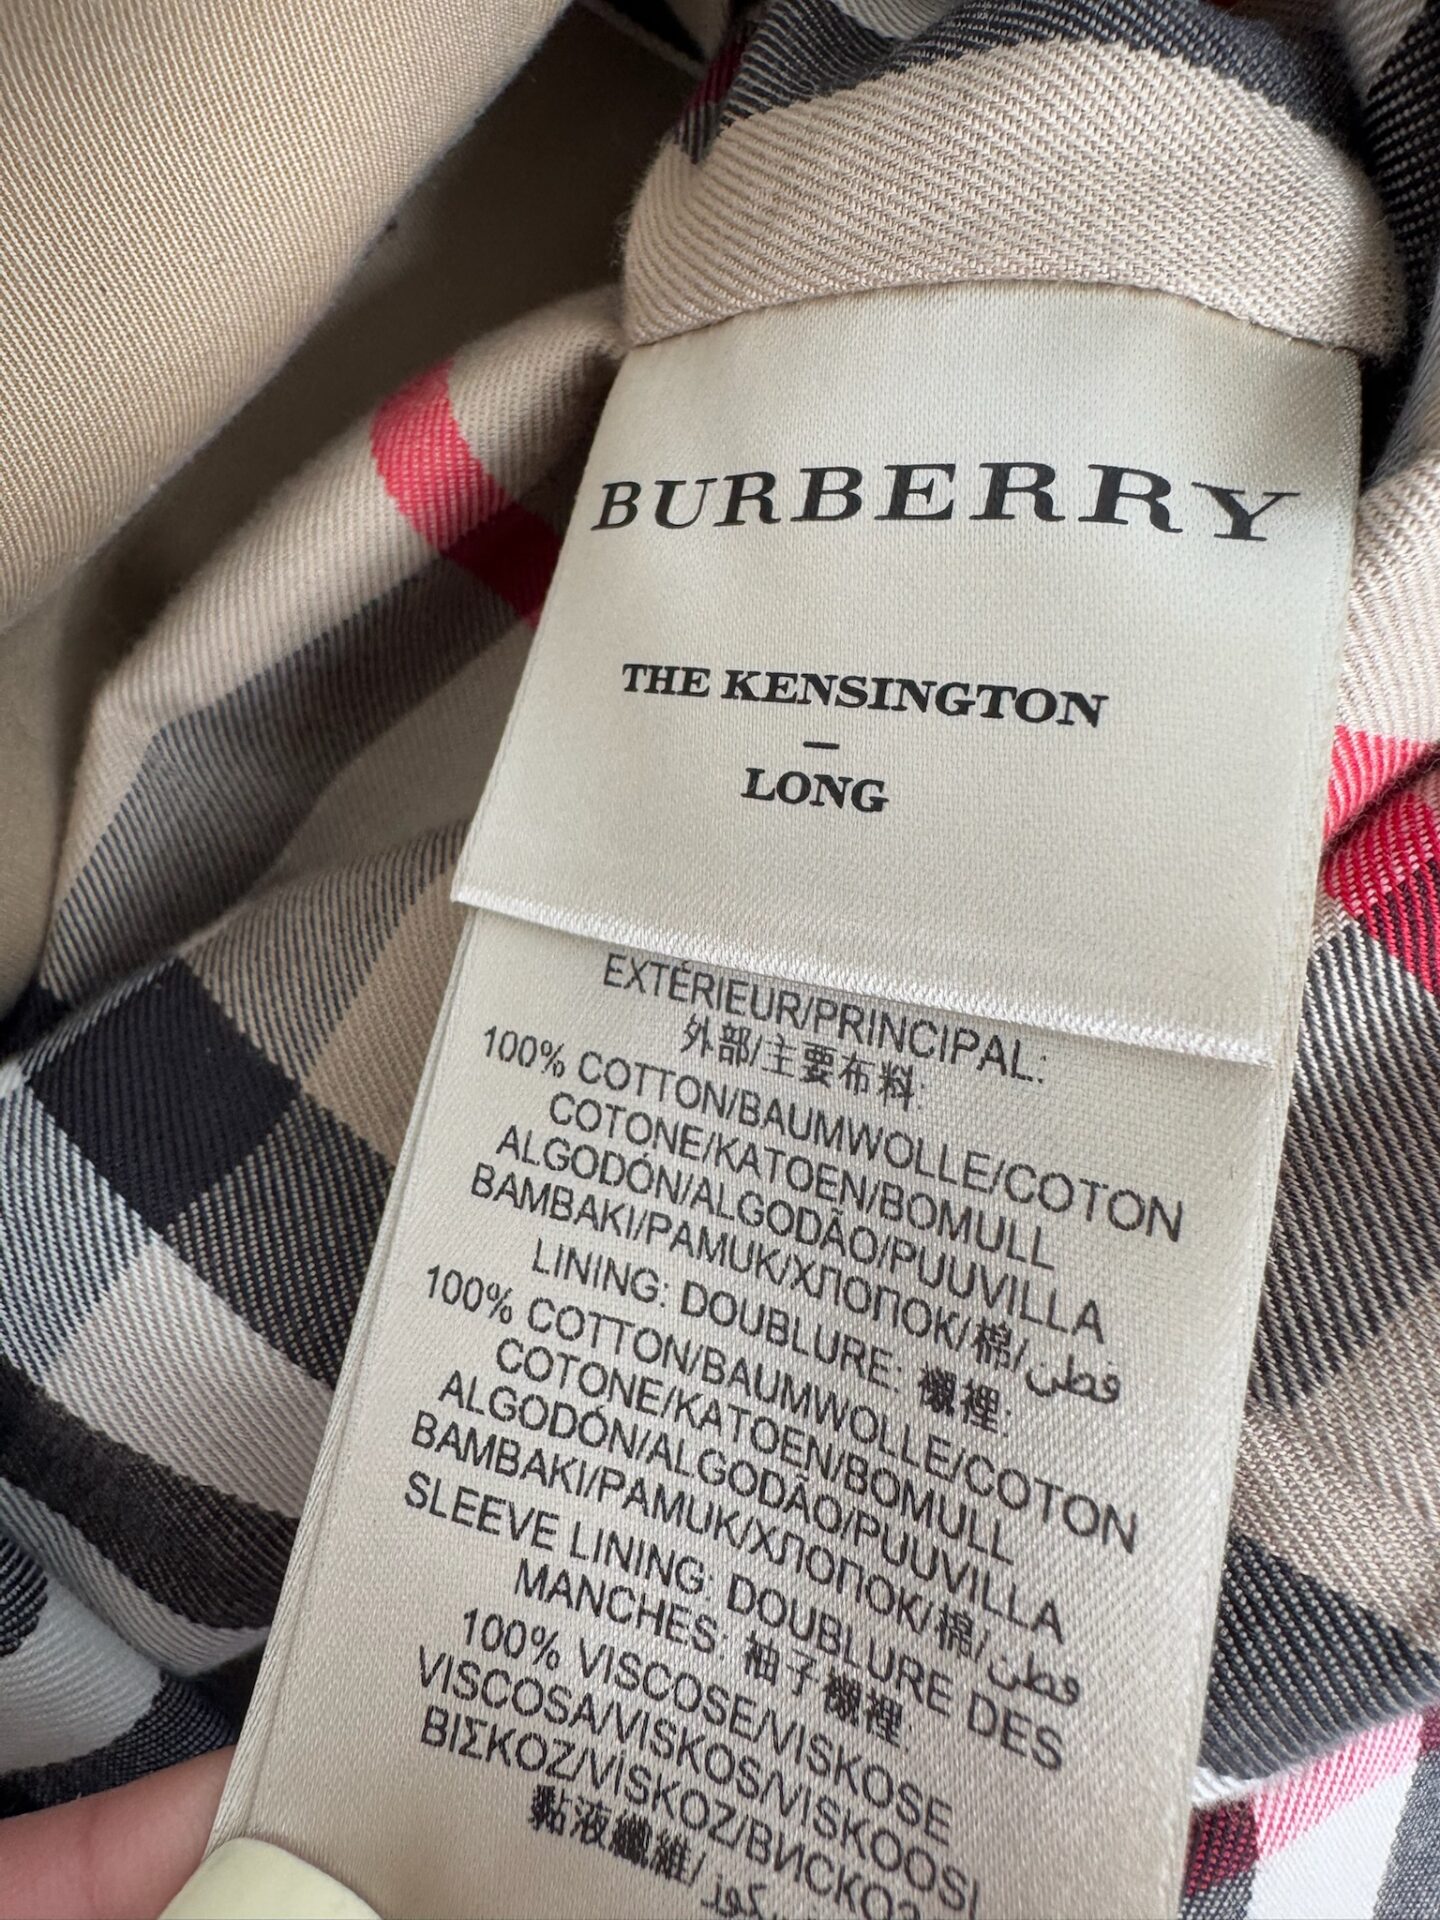 BURBERRY
THE KENSINGTON
–
LONG
EXTÉRIEUR/PRINCIPAL:
外部/主要布料:
100% COTTON/BAUMWOLLE/COTON
COTONE/KATOEN/BOMULL
ALGODÓN/ALGODÃO/PUUVILLA
BAMBAKI/PAMUK/ХЛОПОК/棉/قطن
LINING: DOUBLURE: 襯裡:
100% COTTON/BAUMWOLLE/COTON
COTONE/KATOEN/BOMULL
ALGODÓN/ALGODÃO/PUUVILLA
BAMBAKI/PAMUK/ХЛОПОК/棉/قطن
SLEEVE LINING: DOUBLURE DES
MANCHES: 袖子襯裡:
100% VISCOSE/VISKOSE
VISCOSA/VISKOS/VISKOOSI
ΒΙΣΚΟΖ/VİSKOZ/ВИСКОЗ
黏液纖維/